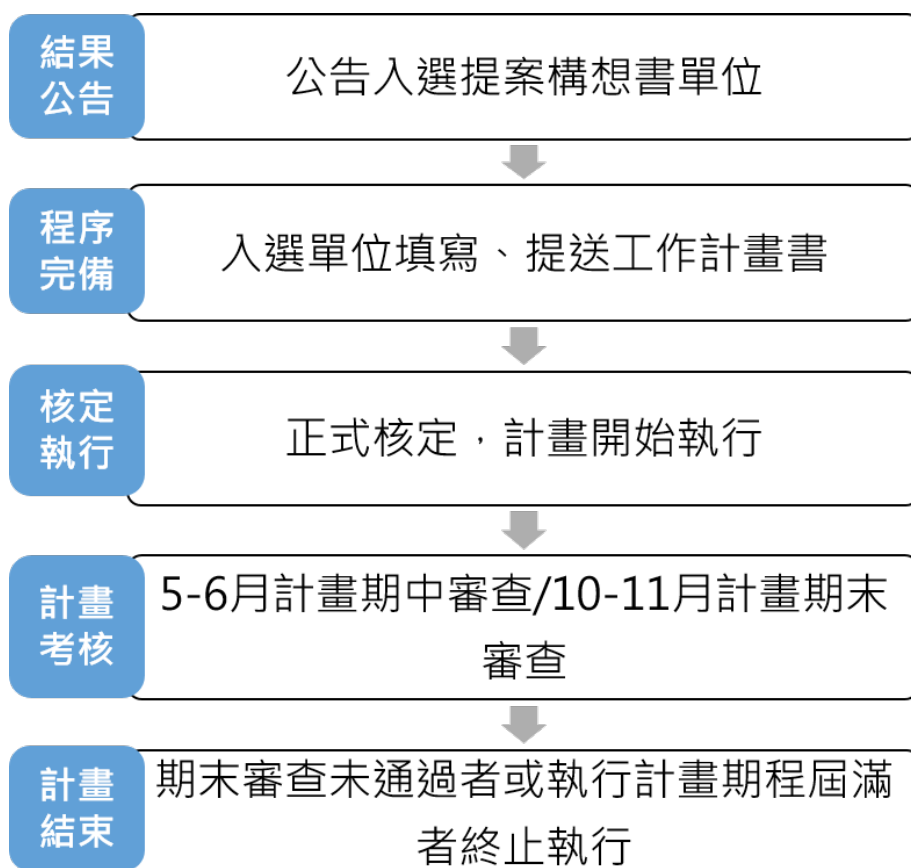 結果
公告
公告入選提案構想書單位
程序
完備
入選單位填寫、提送工作計畫書
核定
執行
正式核定，計畫開始執行
計畫
考核
5-6月計畫期中審查/10-11月計畫期末
審查
計畫
結束
期末審查未通過者或執行計畫期程屆滿
者終止執行